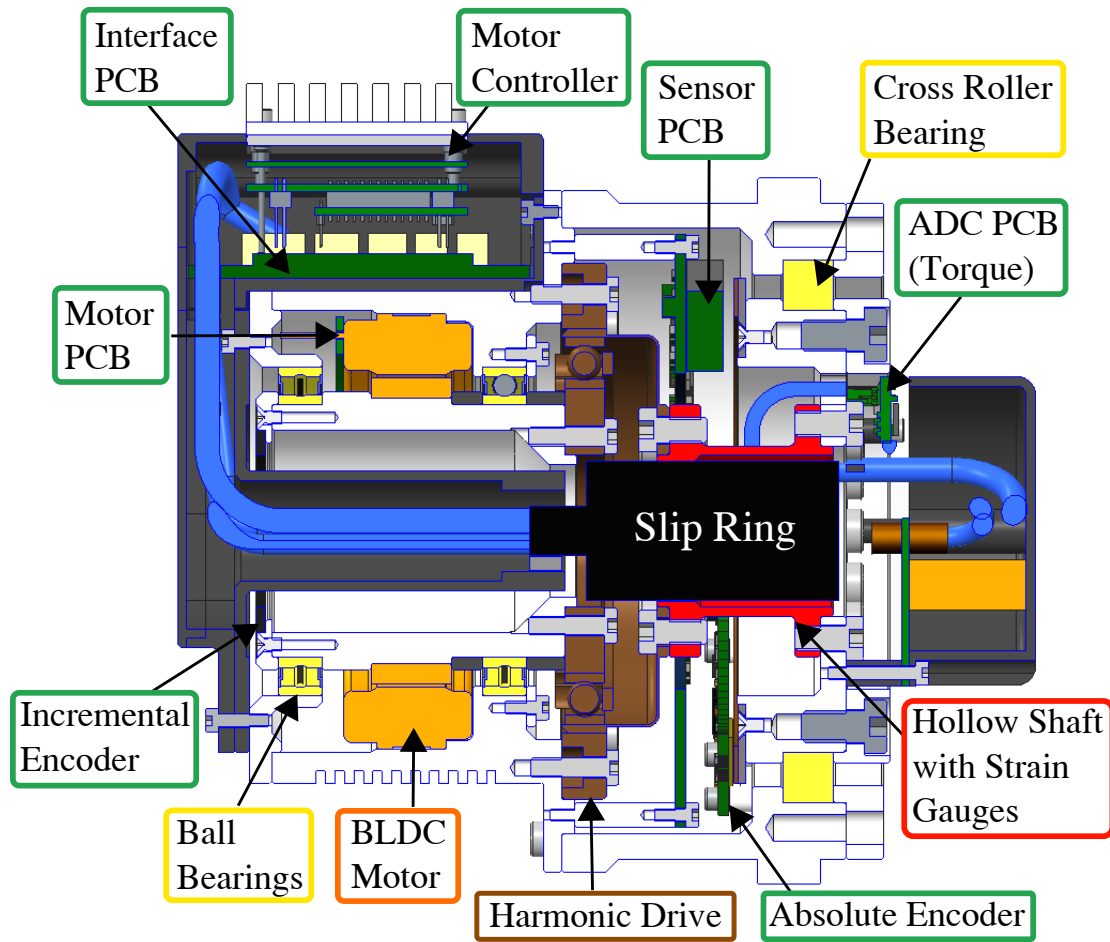 Interface
PCB
Motor
Controller
Sensor
PCB
Cross Roller
Bearing
ADC PCB
(Torque)
Motor
PCB
Slip Ring
Incremental
Encoder
Ball
Bearings
BLDC
Motor
Harmonic Drive
Absolute Encoder
Hollow Shaft
with Strain
Gauges